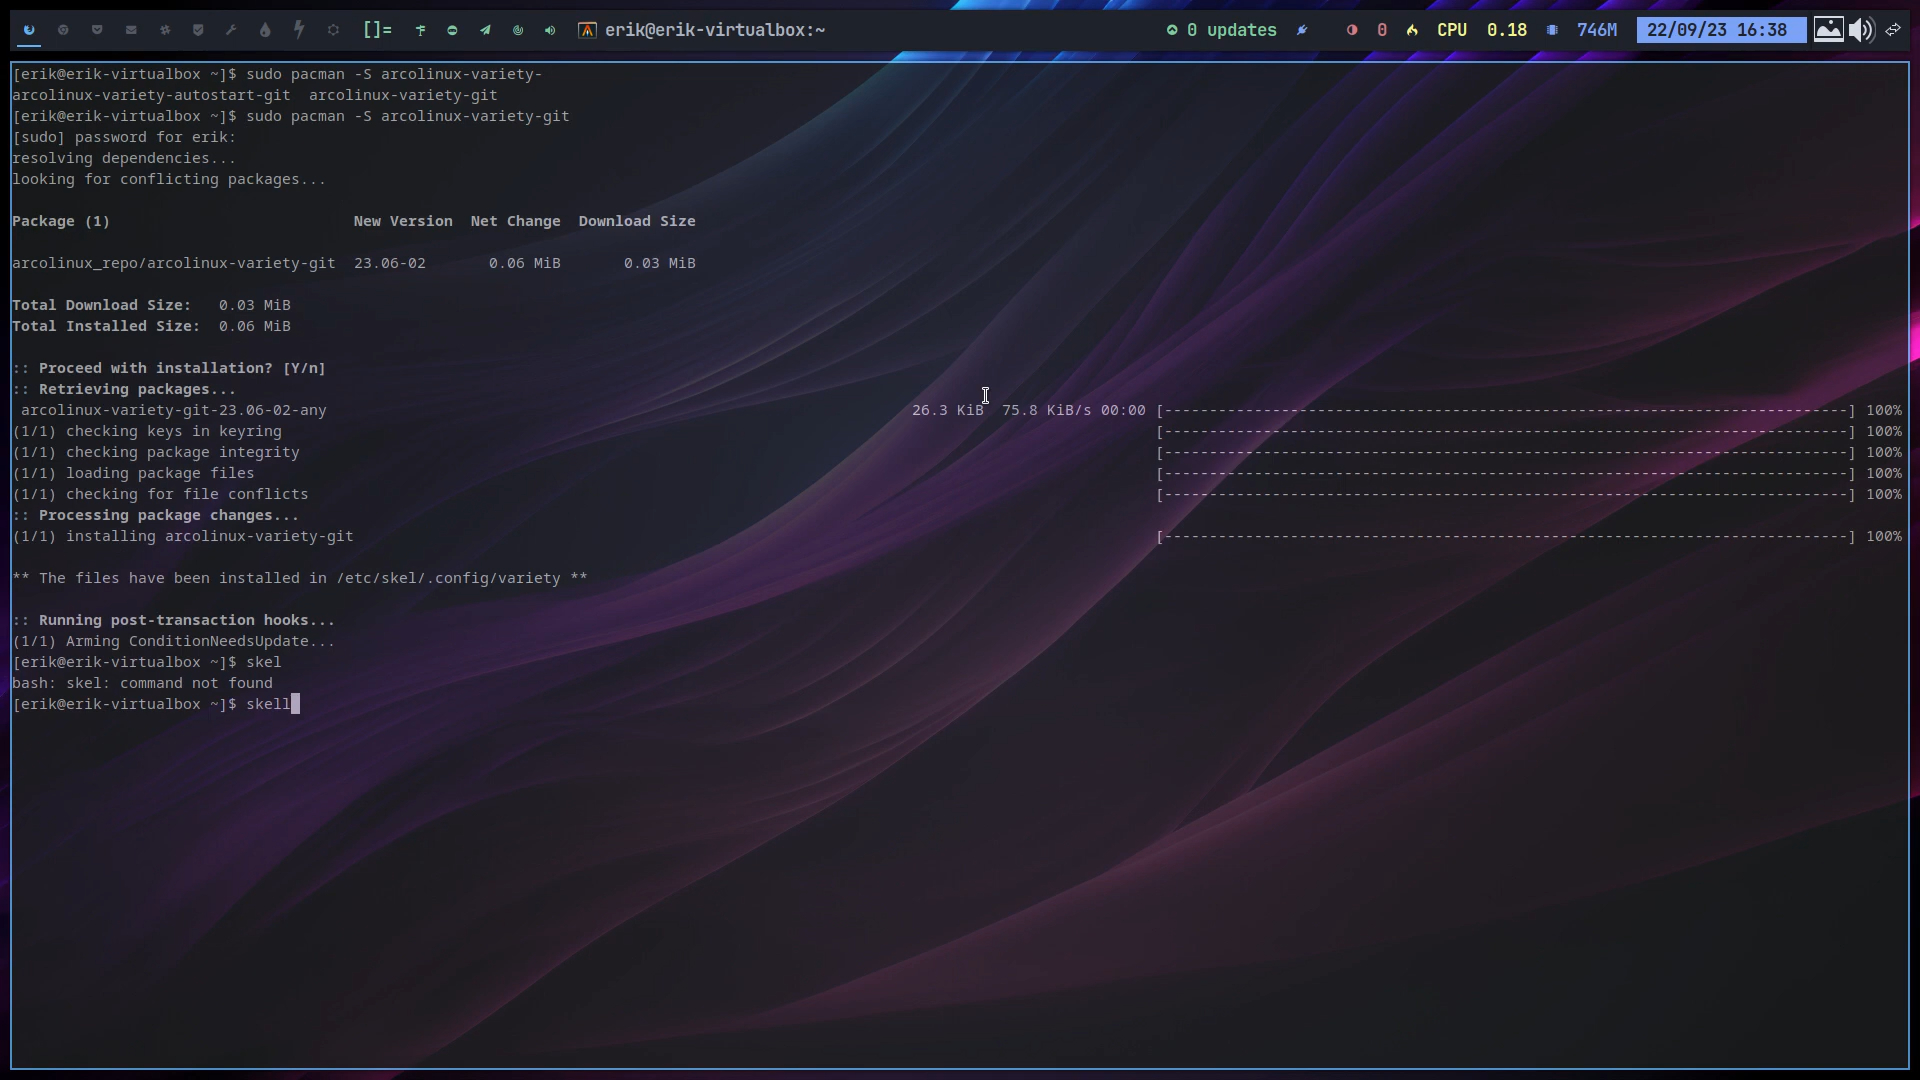 []= erik@erik-virtualbox:~ 0 updates 0 CPU 0.18 746M 22/09/23 16:38
[erik@erik-virtualbox ~]$ sudo pacman -S arcolinux-variety-
arcolinux-variety-autostart-git  arcolinux-variety-git
[erik@erik-virtualbox ~]$ sudo pacman -S arcolinux-variety-git
[sudo] password for erik:
resolving dependencies...
looking for conflicting packages...
Package (1)                           New Version  Net Change  Download Size
arcolinux_repo/arcolinux-variety-git  23.06-02       0.06 MiB       0.03 MiB
Total Download Size:   0.03 MiB
Total Installed Size:  0.06 MiB
:: Proceed with installation? [Y/n]
:: Retrieving packages...
 arcolinux-variety-git-23.06-02-any 26.3 KiB  75.8 KiB/s 00:00 [----------------------------------------------------------------------------] 100%
(1/1) checking keys in keyring [----------------------------------------------------------------------------] 100%
(1/1) checking package integrity [----------------------------------------------------------------------------] 100%
(1/1) loading package files [----------------------------------------------------------------------------] 100%
(1/1) checking for file conflicts [----------------------------------------------------------------------------] 100%
:: Processing package changes...
(1/1) installing arcolinux-variety-git [----------------------------------------------------------------------------] 100%
** The files have been installed in /etc/skel/.config/variety **
:: Running post-transaction hooks...
(1/1) Arming ConditionNeedsUpdate...
[erik@erik-virtualbox ~]$ skel
bash: skel: command not found
[erik@erik-virtualbox ~]$ skell